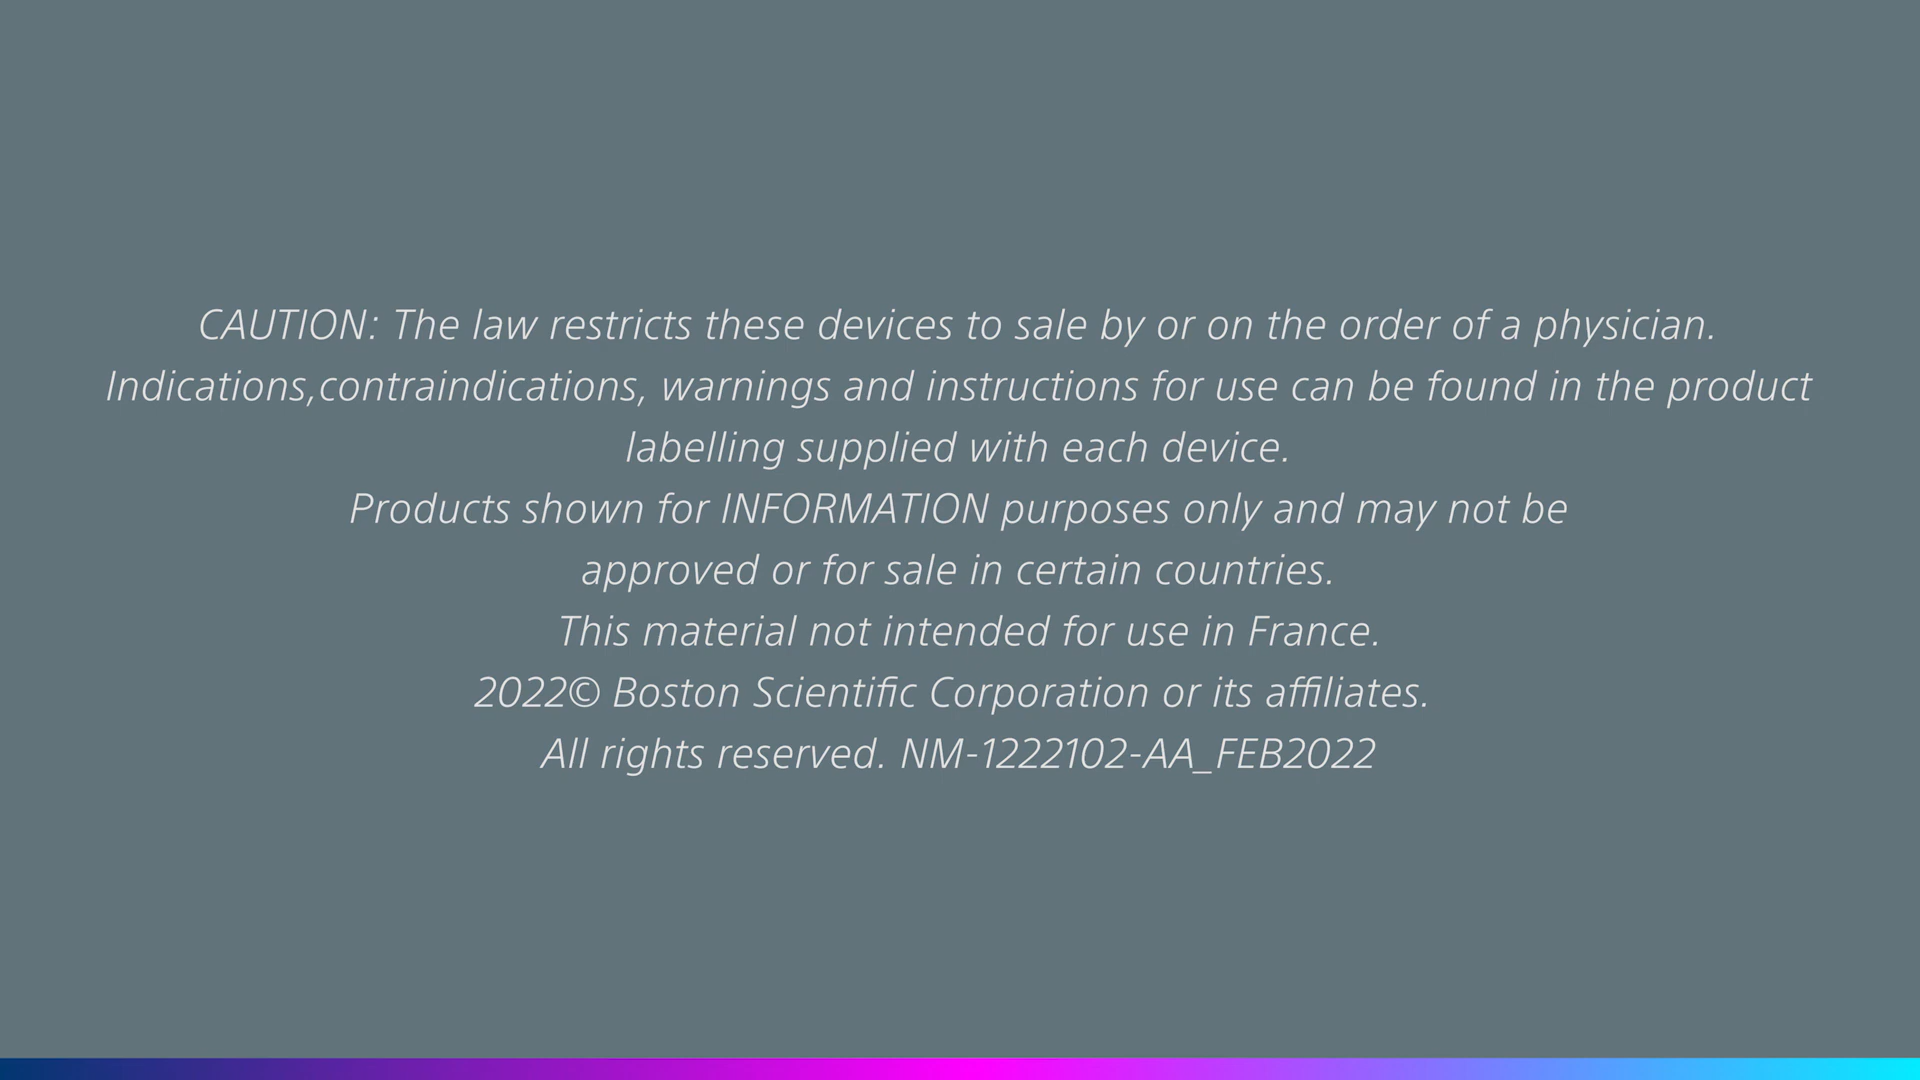 CAUTION: The law restricts these devices to sale by or on the order of a physician.
Indications,contraindications, warnings and instructions for use can be found in the product
labelling supplied with each device.
Products shown for INFORMATION purposes only and may not be
approved or for sale in certain countries.
This material not intended for use in France.
2022© Boston Scientific Corporation or its affiliates.
All rights reserved. NM-1222102-AA_FEB2022